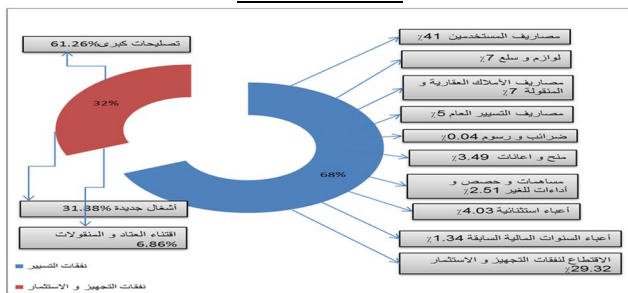 مصاريف المستخدمين 41٪
لوازم و سلع 7٪
مصاريف الأملاك العقارية و
المنقولة 7٪
مصاريف التسيير العام 5٪
ضرائب و رسوم 0.04٪
منح و اعانات 3.49٪
مساهمات و حصص و
أداءات للغير 2.51٪
أعباء استثنائية 4.03٪
أعباء السنوات المالية السابقة 1.34٪
الاقتطاع لنفقات التجهيز و الاستثمار
29.32٪
68%
تصليحات كبرى 61.26%
32%
أشغال جديدة 31.38%
اقتناء العتاد و المنقولات
6.86%
نفقات التسيير
نفقات التجهيز و الاستثمار